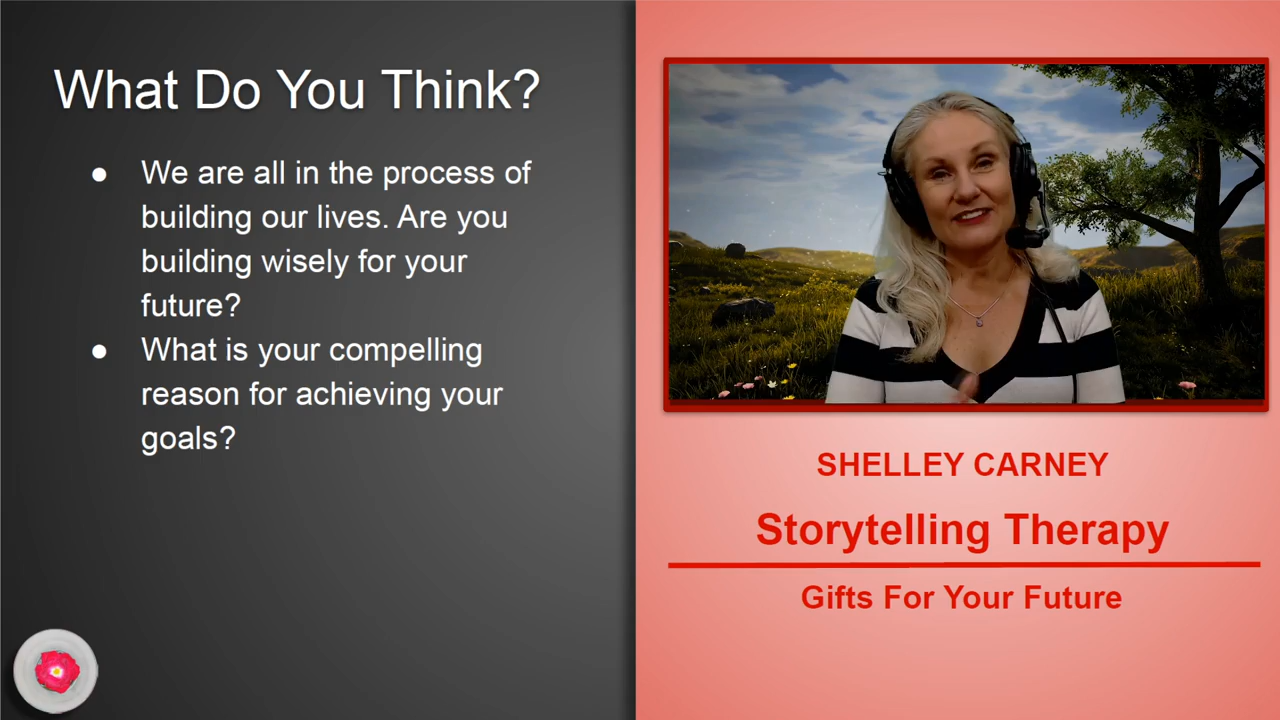 What Do You Think?
● We are all in the process of
building our lives. Are you
building wisely for your
future?
● What is your compelling
reason for achieving your
goals?
SHELLEY CARNEY
Storytelling Therapy
Gifts For Your Future